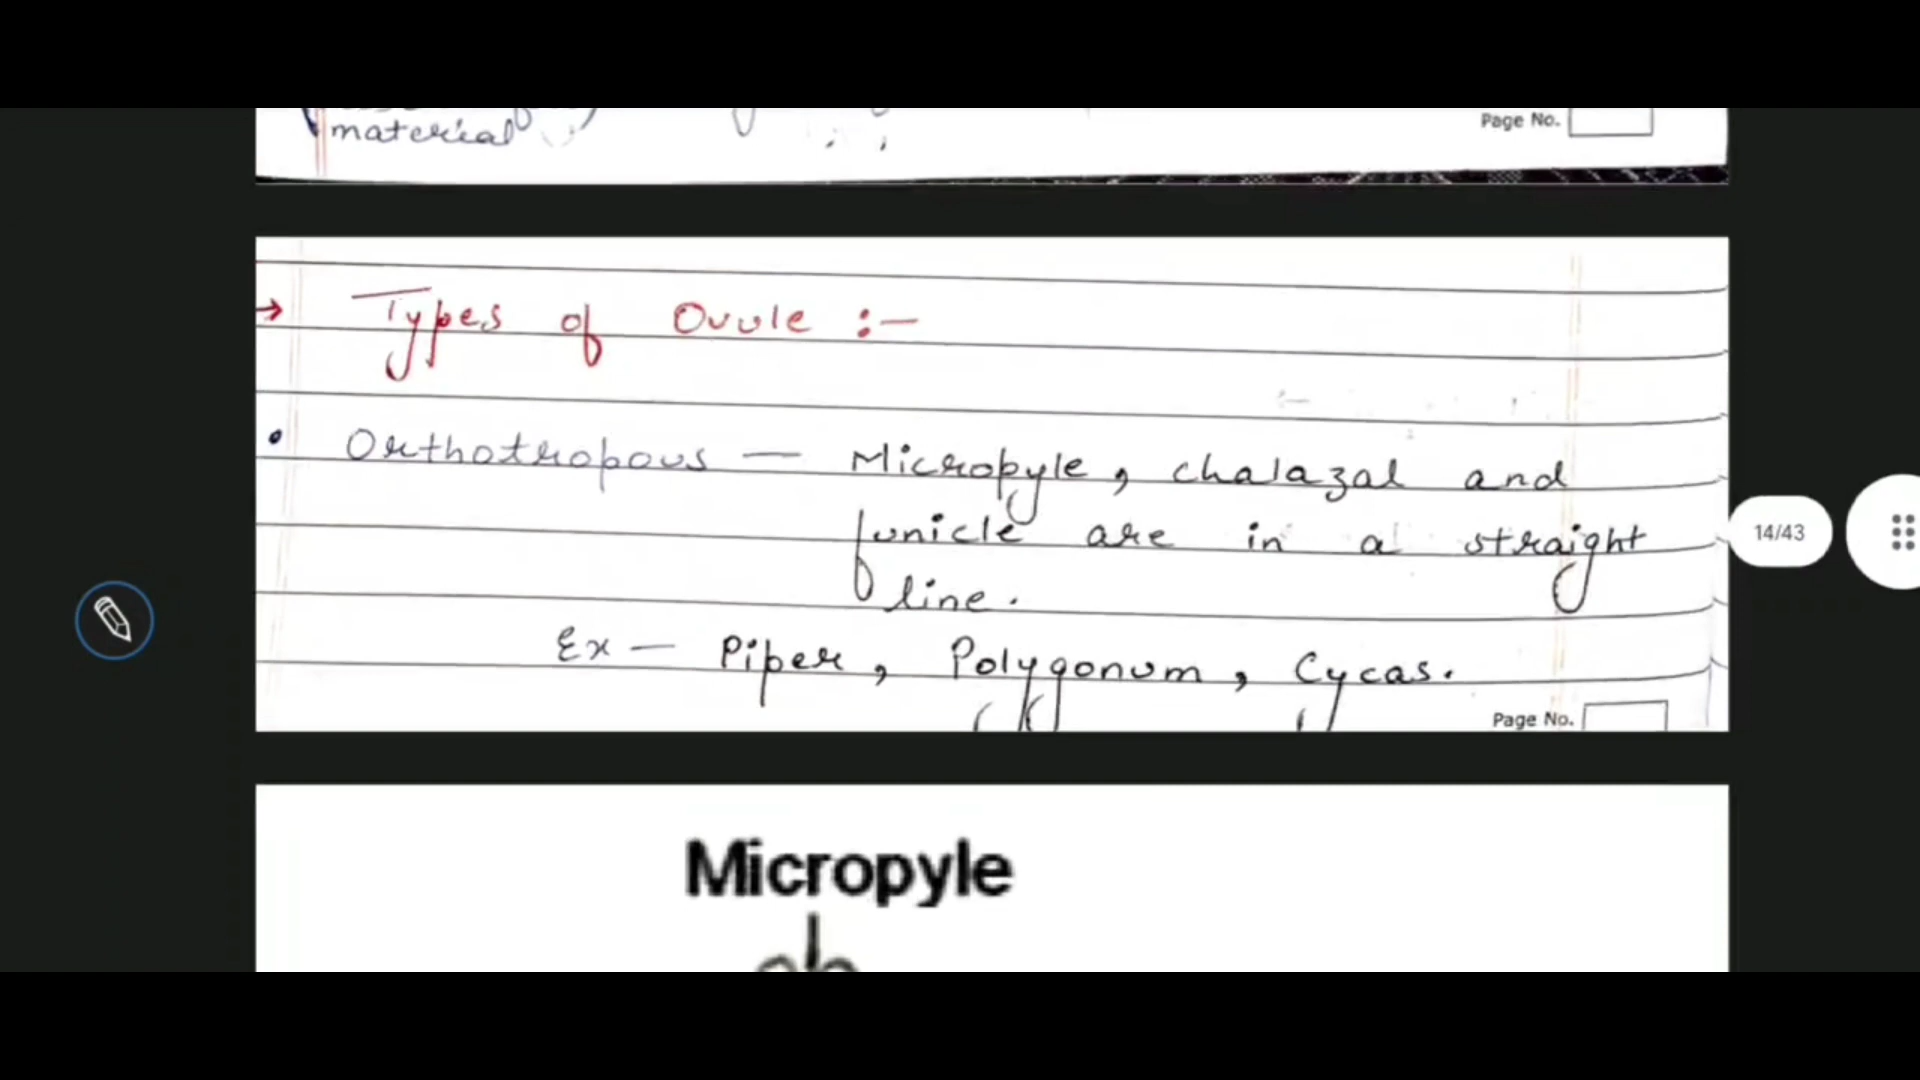 material
Page No.
→ Types of Ovule :-
• Orthotropous — Micropyle, chalazal and
funicle are in a straight
line.
Ex — Piper, Polygonum, Cycas.
14/43
Page No.
Micropyle